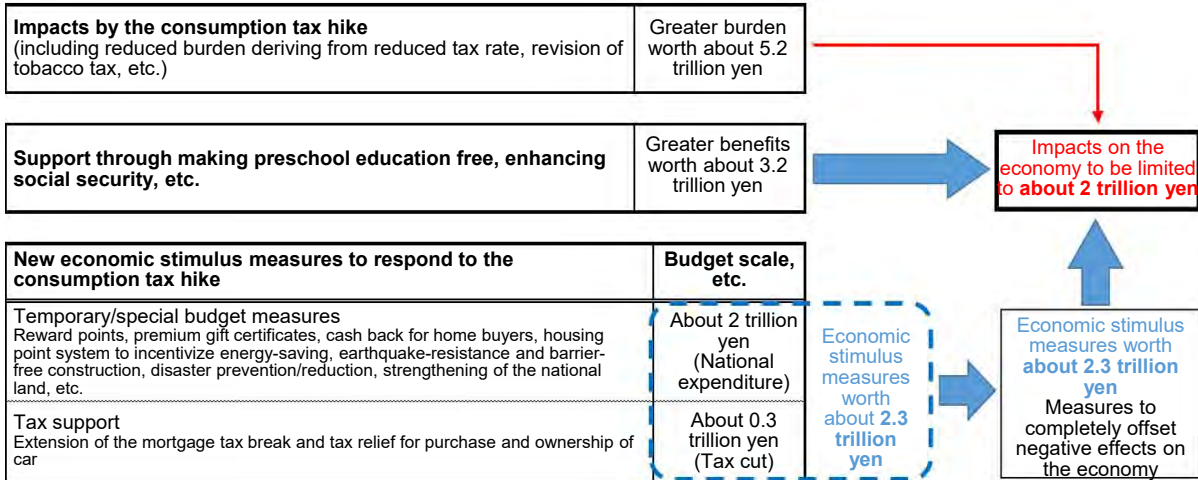 Impacts by the consumption tax hike
(including reduced burden deriving from reduced tax rate, revision of
tobacco tax, etc.)
Greater burden
worth about 5.2
trillion yen
Support through making preschool education free, enhancing
social security, etc.
Greater benefits
worth about 3.2
trillion yen
Impacts on the
economy to be limited
to about 2 trillion yen
New economic stimulus measures to respond to the
consumption tax hike
Budget scale,
etc.
Temporary/special budget measures
Reward points, premium gift certificates, cash back for home buyers, housing
point system to incentivize energy-saving, earthquake-resistance and barrier-
free construction, disaster prevention/reduction, strengthening of the national
land, etc.
About 2 trillion
yen
(National
expenditure)
Tax support
Extension of the mortgage tax break and tax relief for purchase and ownership of
car
About 0.3
trillion yen
(Tax cut)
Economic
stimulus
measures
worth
about 2.3
trillion
yen
Economic stimulus
measures worth
about 2.3 trillion
yen
Measures to
completely offset
negative effects on
the economy